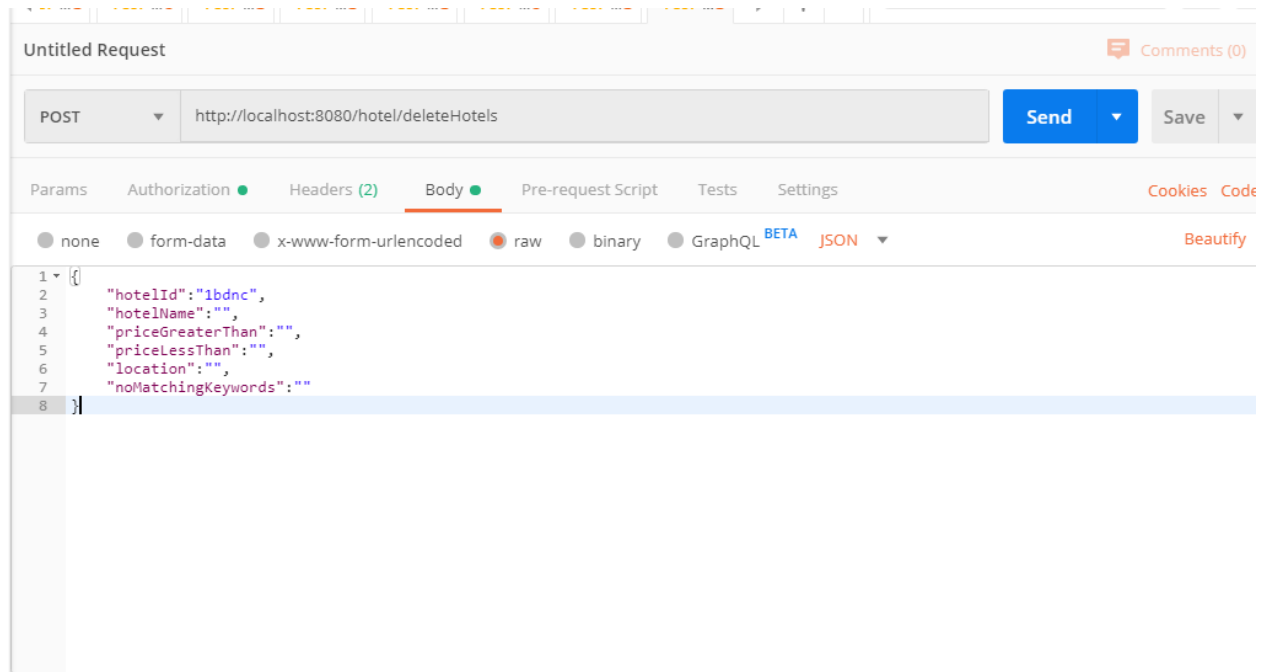 Untitled Request
Comments (0)
POST
http://localhost:8080/hotel/deleteHotels
Send
Save
Params Authorization Headers (2) Body Pre-request Script Tests Settings Cookies Code
none form-data x-www-form-urlencoded raw binary GraphQL BETA JSON Beautify
1 {
2 "hotelId":"1bdnc",
3 "hotelName":"",
4 "priceGreaterThan":"",
5 "priceLessThan":"",
6 "location":"",
7 "noMatchingKeywords":""
8 }